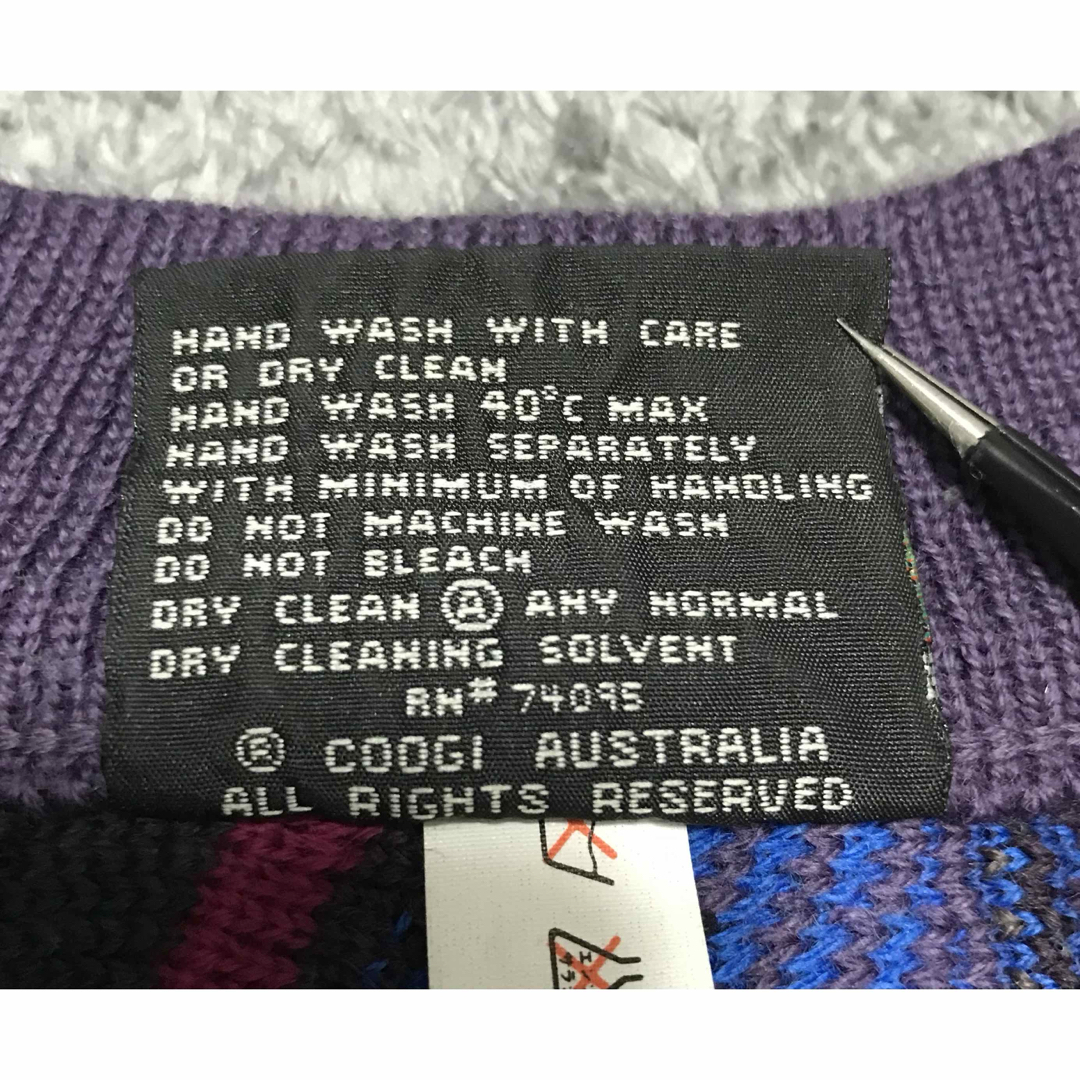 HAND WASH WITH CARE
OR DRY CLEAN
HAND WASH 40°C MAX
HAND WASH SEPARATELY
WITH MINIMUM OF HANDLING
DO NOT MACHINE WASH
DO NOT BLEACH
DRY CLEAN Ⓐ ANY NORMAL
DRY CLEANING SOLVENT
RN# 74095
® COOGI AUSTRALIA
ALL RIGHTS RESERVED